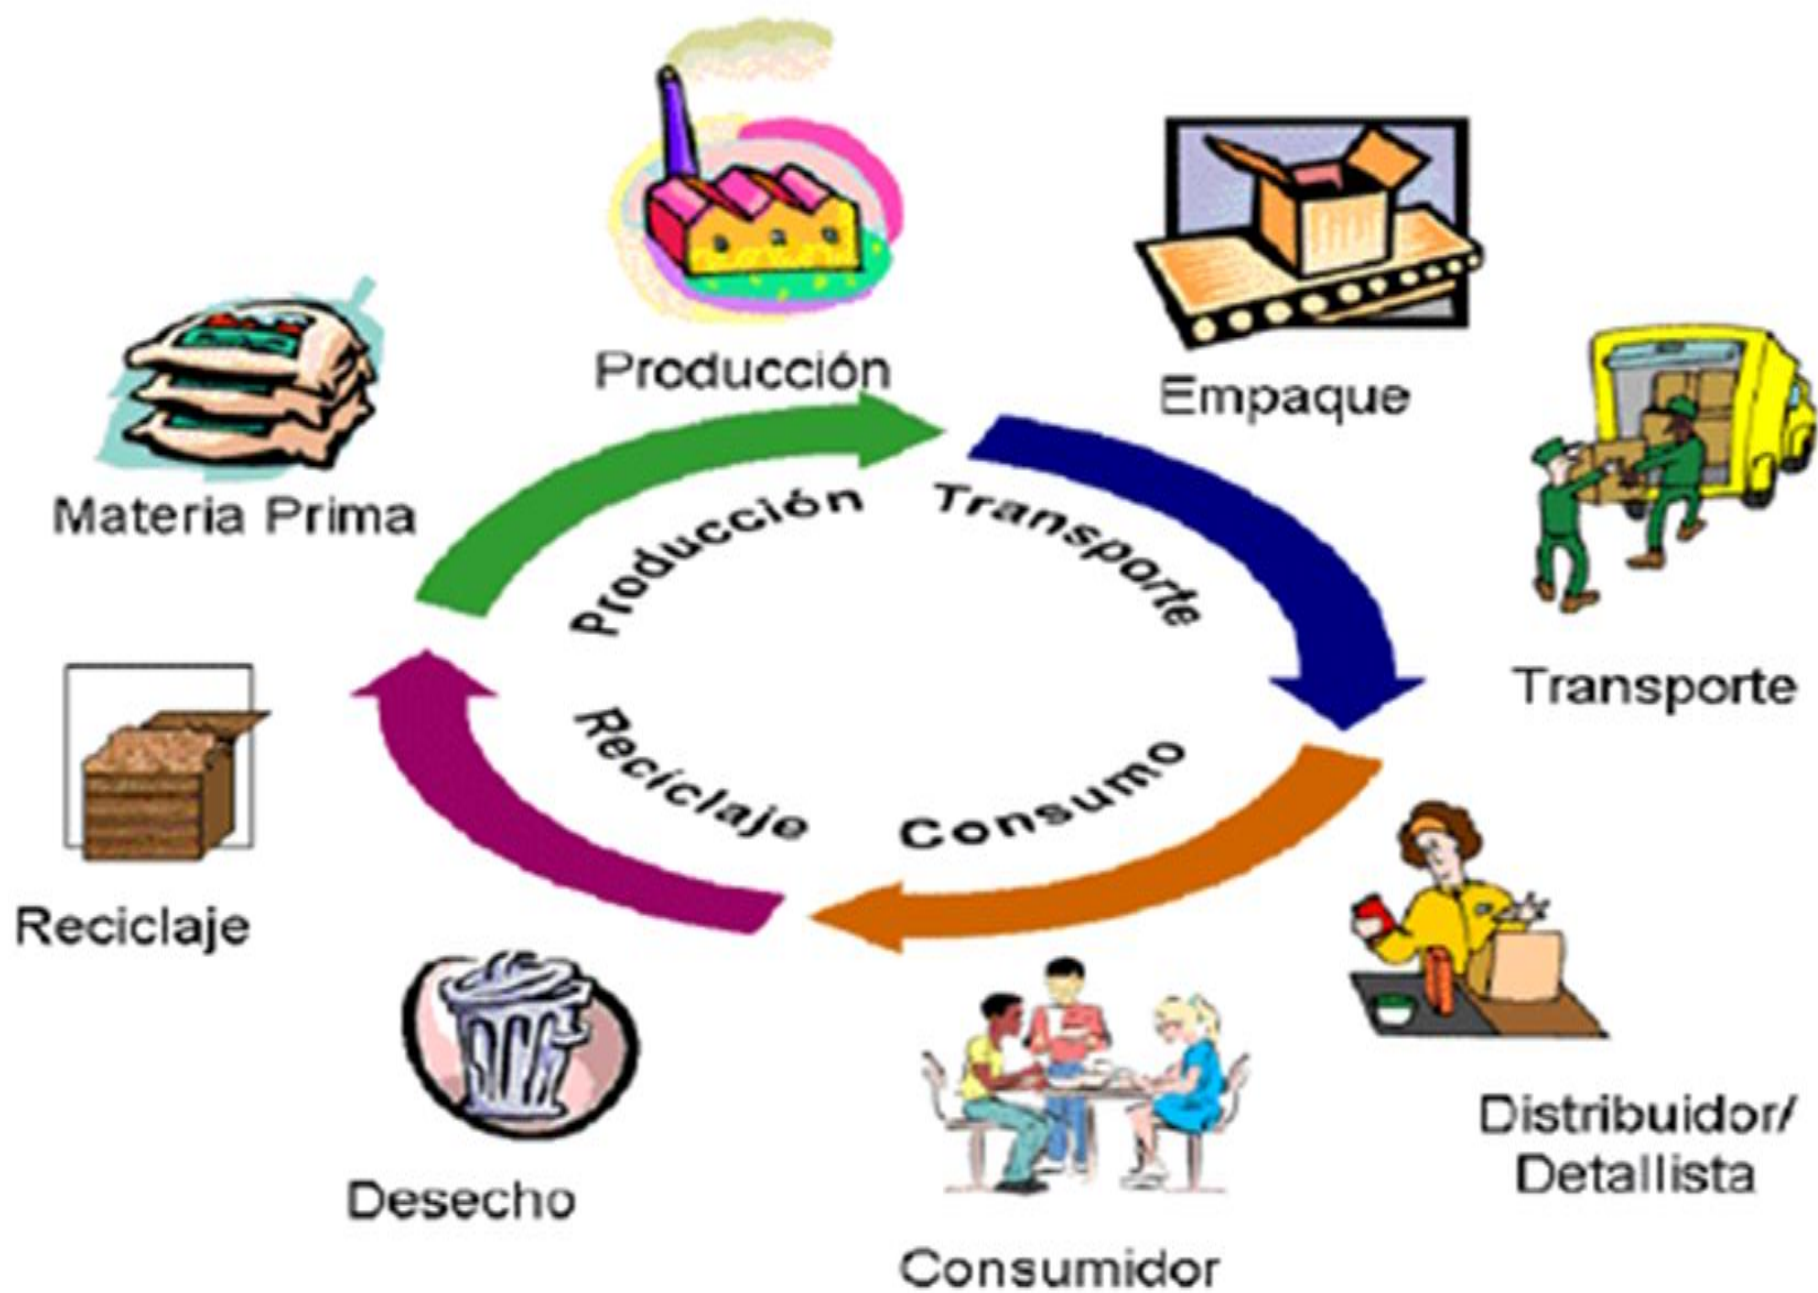 Producción
Empaque
Materia Prima
Producción
Transporte
Transporte
Reciclaje
Consumo
Reciclaje
Distribuidor/
Detallista
Desecho
Consumidor